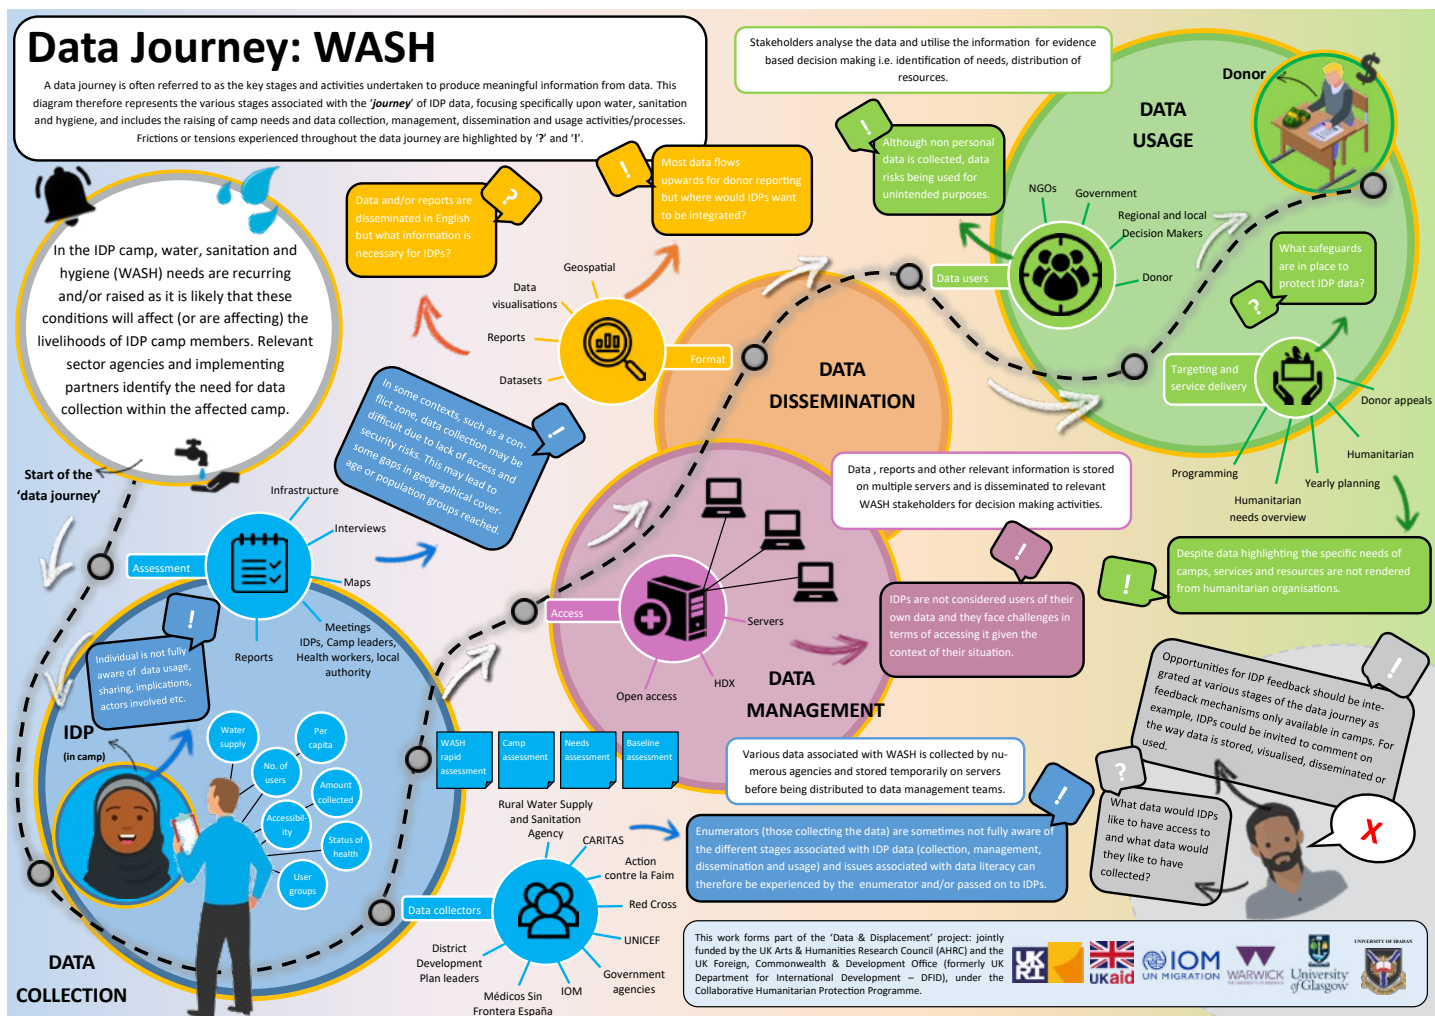 Data Journey: WASH
A data journey is often referred to as the key stages and activities undertaken to produce meaningful information from data. This
diagram therefore represents the various stages associated with the ‘journey’ of IDP data, focusing specifically upon water, sanitation
and hygiene, and includes the raising of camp needs and data collection, management, dissemination and usage activities/processes.
Frictions or tensions experienced throughout the data journey are highlighted by ‘?’ and ‘!’.
In the IDP camp, water, sanitation and
hygiene (WASH) needs are recurring
and/or raised as it is likely that these
conditions will affect (or are affecting) the
livelihoods of IDP camp members. Relevant
sector agencies and implementing
partners identify the need for data
collection within the affected camp.
Start of the
‘data journey’
Data and/or reports are
disseminated in English
but what information is
necessary for IDPs?
?
Most data flows
upwards for donor reporting
but where would IDPs want
to be integrated?
!
Geospatial
Data
visualisations
Reports
Datasets
Format
DATA
DISSEMINATION
Stakeholders analyse the data and utilise the information for evidence
based decision making i.e. identification of needs, distribution of
resources.
!
Although non personal
data is collected, data
risks being used for
unintended purposes.
DATA
USAGE
Donor
$
NGOs
Government
Regional and local
Decision Makers
Donor
Data users
What safeguards
are in place to
protect IDP data?
?
Targeting and
service delivery
Donor appeals
Humanitarian
Yearly planning
Humanitarian
needs overview
Programming
!
Despite data highlighting the specific needs of
camps, services and resources are not rendered
from humanitarian organisations.
In some contexts, such as a con-
flict zone, data collection may be
difficult due to lack of access and
security risks. This may lead to
some gaps in geographical cover-
age or population groups reached.
!
Infrastructure
Interviews
Maps
Meetings
IDPs, Camp leaders,
Health workers, local
authority
Reports
Assessment
!
Individual is not fully
aware of data usage,
sharing, implications,
actors involved etc.
IDP
(in camp)
Water
supply
Per
capita
No. of
users
Amount
collected
Accessibil-
ity
Status of
health
User
groups
DATA
COLLECTION
Data , reports and other relevant information is stored
on multiple servers and is disseminated to relevant
WASH stakeholders for decision making activities.
Access
Servers
HDX
Open access
DATA
MANAGEMENT
!
IDPs are not considered users of their
own data and they face challenges in
terms of accessing it given the
context of their situation.
WASH
rapid
assessment
Camp
assessment
Needs
assessment
Baseline
assessment
Various data associated with WASH is collected by nu-
merous agencies and stored temporarily on servers
before being distributed to data management teams.
Rural Water Supply
and Sanitation
Agency
CARITAS
Action
contre la Faim
Red Cross
UNICEF
Government
agencies
IOM
Médicos Sin
Frontera España
District
Development
Plan leaders
Data collectors
!
Enumerators (those collecting the data) are sometimes not fully aware of
the different stages associated with IDP data (collection, management,
dissemination and usage) and issues associated with data literacy can
therefore be experienced by the enumerator and/or passed on to IDPs.
!
Opportunities for IDP feedback should be inte-
grated at various stages of the data journey as
feedback mechanisms only available in camps. For
example, IDPs could be invited to comment on
the way data is stored, visualised, disseminated or
used.
?
What data would IDPs
like to have access to
and what data would
they like to have
collected?
X
This work forms part of the ‘Data & Displacement’ project: jointly
funded by the UK Arts & Humanities Research Council (AHRC) and the
UK Foreign, Commonwealth & Development Office (formerly UK
Department for International Development – DFID), under the
Collaborative Humanitarian Protection Programme.
UKRI
UKaid
IOM
UN MIGRATION
WARWICK
THE UNIVERSITY OF WARWICK
University
of Glasgow
UNIVERSITY OF IBADAN